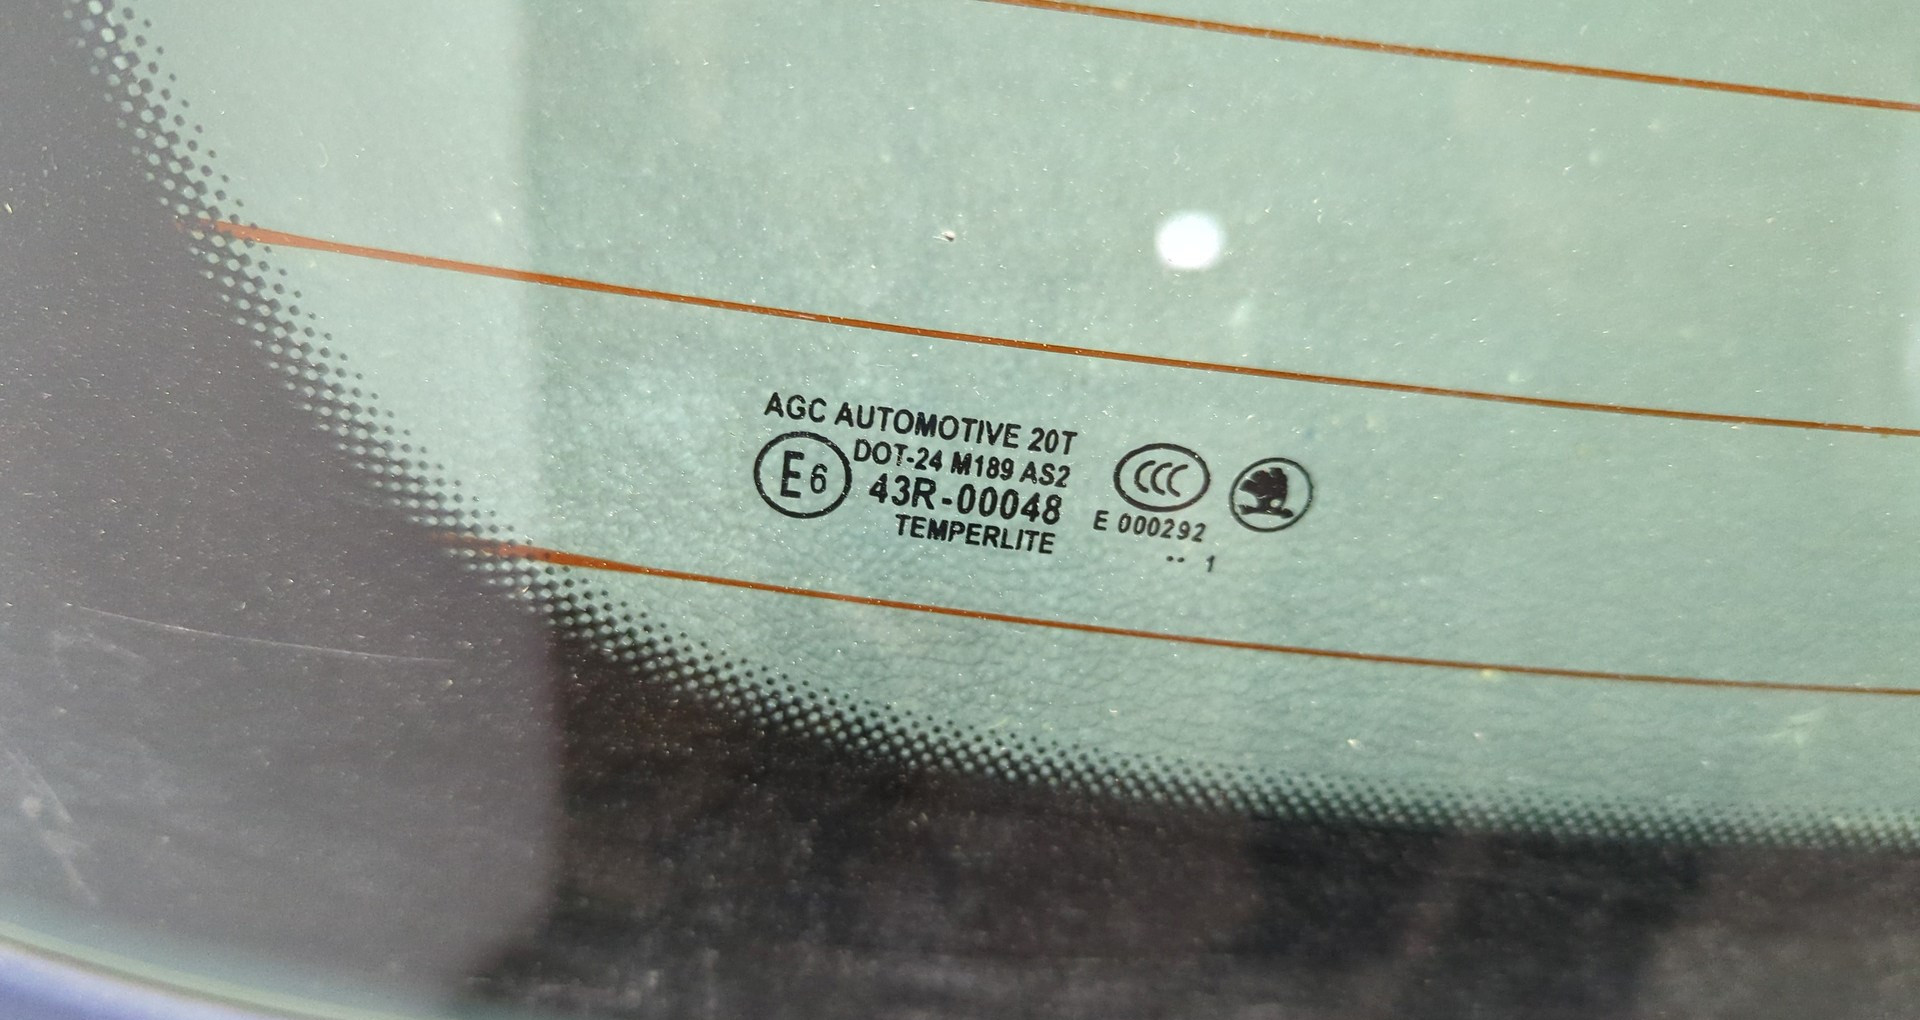 AGC AUTOMOTIVE 20T
DOT-24 M189 AS2
E6
43R-00048
TEMPERLITE
CCC
E 000292
.. 1